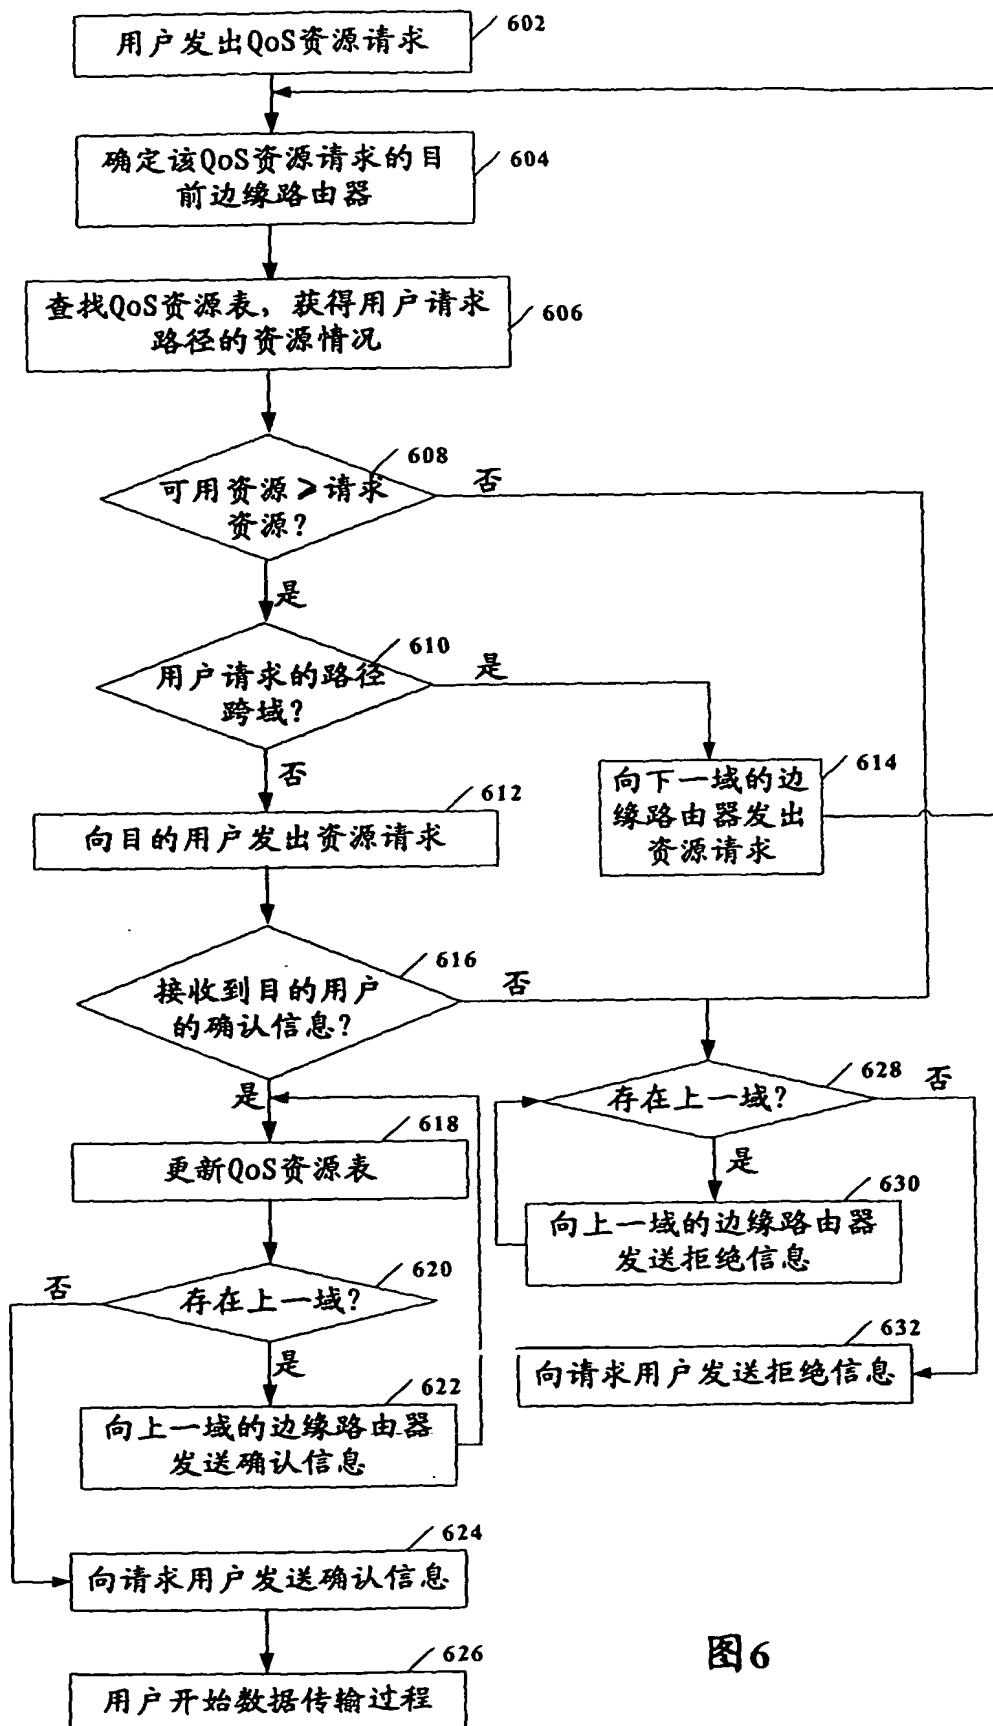 用户发出QoS资源请求
602
确定该QoS资源请求的目
前边缘路由器
604
查找QoS资源表，获得用户请求
路径的资源情况
606
608
可用资源≥请求
资源？
否
是
610
用户请求的路径
跨域？
是
否
614
向下一域的边
缘路由器发出
资源请求
612
向目的用户发出资源请求
616
接收到目的用户
的确认信息？
否
是
628
存在上一域？
否
是
618
更新QoS资源表
630
向上一域的边缘路由器
发送拒绝信息
620
存在上一域？
否
是
632
向请求用户发送拒绝信息
622
向上一域的边缘路由器
发送确认信息
624
向请求用户发送确认信息
626
用户开始数据传输过程
图6